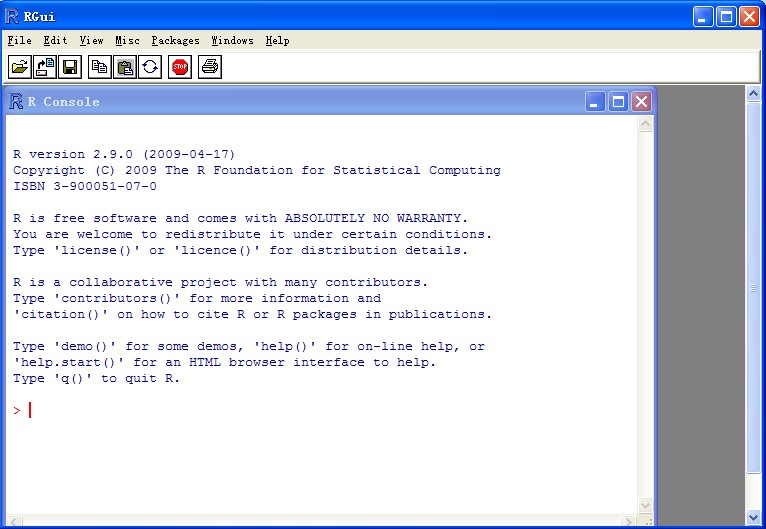 RGui
File Edit View Misc Packages Windows Help
STOP
R Console
R version 2.9.0 (2009-04-17)
Copyright (C) 2009 The R Foundation for Statistical Computing
ISBN 3-900051-07-0
R is free software and comes with ABSOLUTELY NO WARRANTY.
You are welcome to redistribute it under certain conditions.
Type 'license()' or 'licence()' for distribution details.
R is a collaborative project with many contributors.
Type 'contributors()' for more information and
'citation()' on how to cite R or R packages in publications.
Type 'demo()' for some demos, 'help()' for on-line help, or
'help.start()' for an HTML browser interface to help.
Type 'q()' to quit R.
>